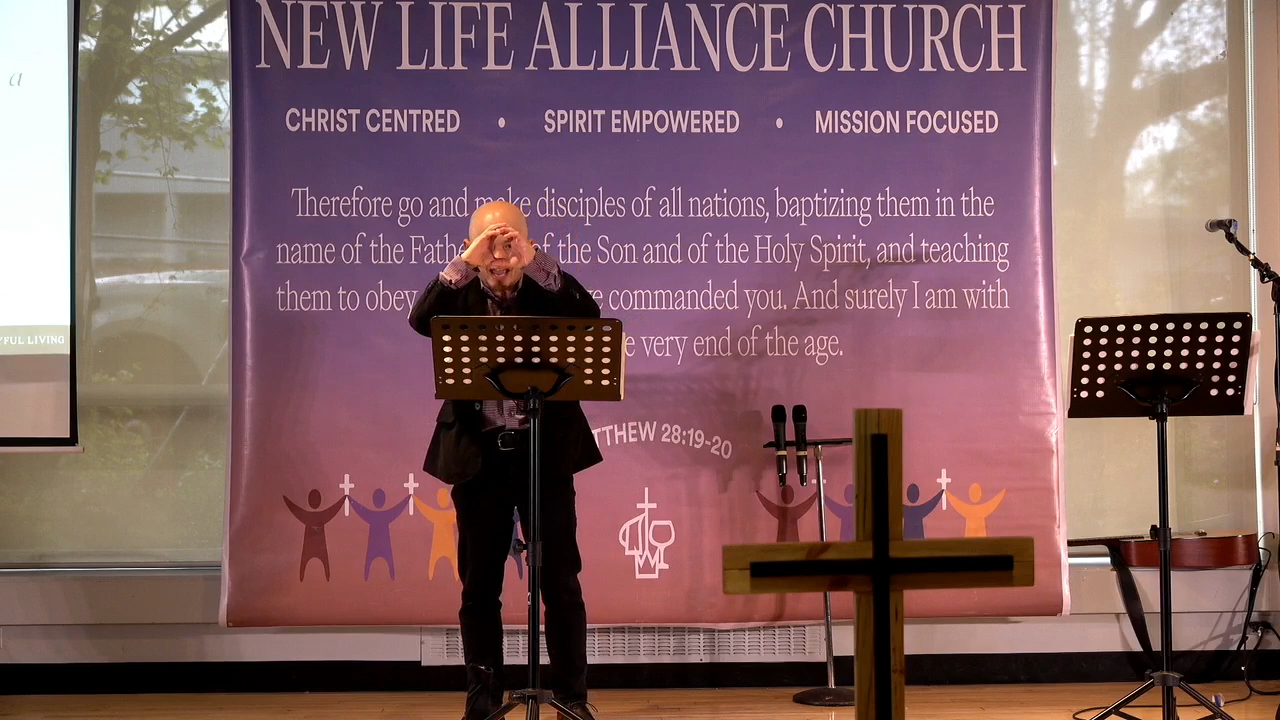 a
NEW LIFE ALLIANCE CHURCH
CHRIST CENTRED • SPIRIT EMPOWERED • MISSION FOCUSED
Therefore go and make disciples of all nations, baptizing them in the
name of the Fathe of the Son and of the Holy Spirit, and teaching
them to obey commanded you. And surely I am with
very end of the age.
TTHEW 28:19-20
YFUL LIVING